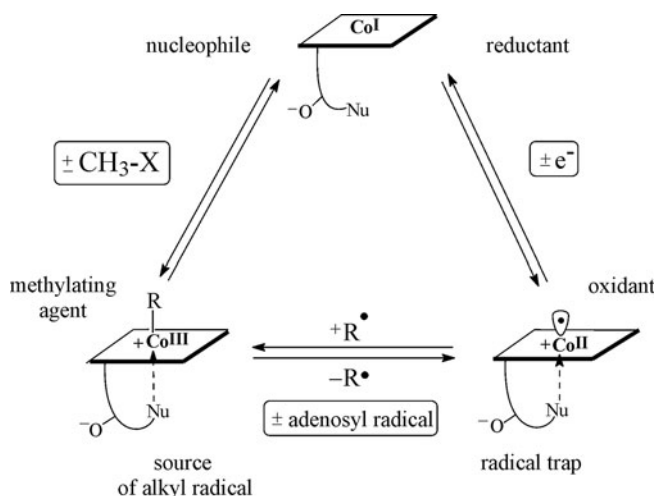 Coᴵ
nucleophile
reductant
⁻O
Nu
± CH₃-X
± e⁻
methylating
agent
oxidant
R
+Coᴵᴵᴵ
+R•
•
+Coᴵᴵ
−R•
Nu
⁻O
± adenosyl radical
Nu
⁻O
source
of alkyl radical
radical trap